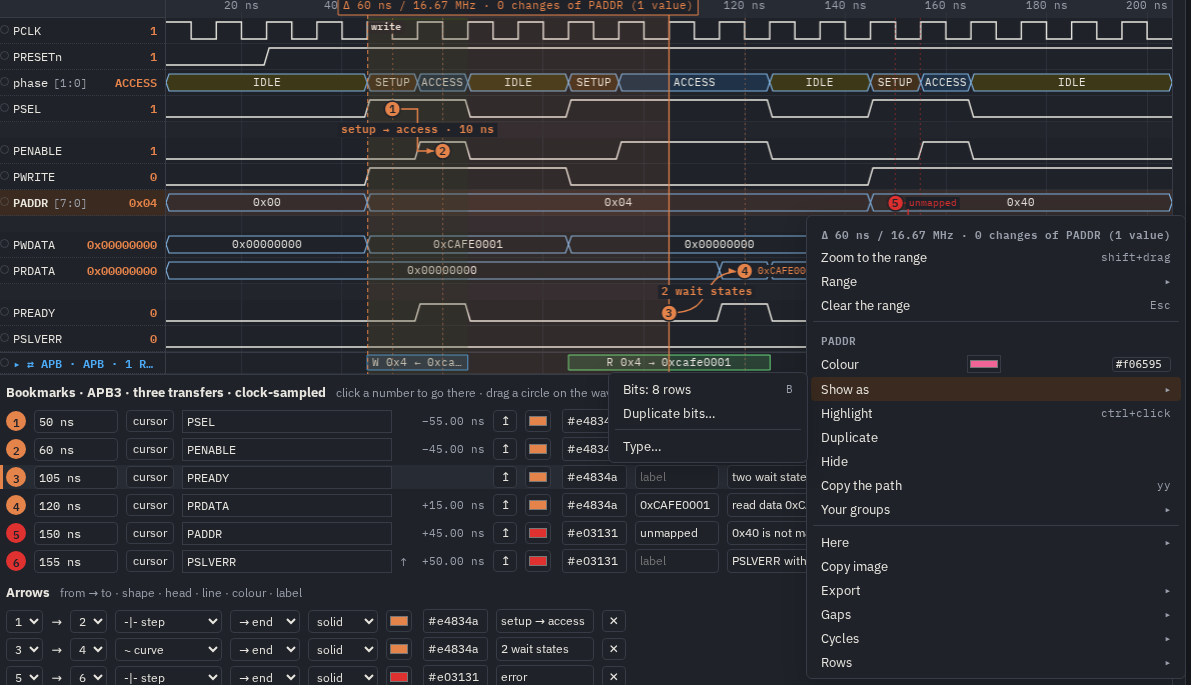 20 ns 40 Δ 60 ns / 16.67 MHz · 0 changes of PADDR (1 value) 120 ns 140 ns 160 ns 180 ns 200 ns
PCLK 1 write
PRESETn 1
phase [1:0] ACCESS IDLE SETUP ACCESS IDLE SETUP ACCESS IDLE SETUP ACCESS IDLE
PSEL 1 1
setup → access · 10 ns
PENABLE 1 2
PWRITE 0
PADDR [7:0] 0x04 0x00 0x04 5 unmapped 0x40
PWDATA 0x00000000 0x00000000 0xCAFE0001 0x00000000
PRDATA 0x00000000 0x00000000 4 0xCAFE00
2 wait states
PREADY 0 3
PSLVERR 0
▸ ⇄ APB · APB · 1 R… W 0x4 ← 0xca… R 0x4 → 0xcafe0001
Bookmarks · APB3 · three transfers · clock-sampled click a number to go there · drag a circle on the wav
1 50 ns cursor PSEL −55.00 ns ↥ #e4834
2 60 ns cursor PENABLE −45.00 ns ↥ #e4834
3 105 ns cursor PREADY ↥ #e4834a label two wait state
4 120 ns cursor PRDATA +15.00 ns ↥ #e4834a 0xCAFE0001 read data 0xC
5 150 ns cursor PADDR +45.00 ns ↥ #e03131 unmapped 0x40 is not m
6 155 ns cursor PSLVERR ↑ +50.00 ns ↥ #e03131 label PSLVERR with
Arrows from → to · shape · head · line · colour · label
1 → 2 -|- step → end solid #e4834a setup → access ✕
3 → 4 ~ curve → end solid #e4834a 2 wait states ✕
5 → 6 -|- step → end solid #e03131 error ✕
Bits: 8 rows B
Duplicate bits…
Type…
Δ 60 ns / 16.67 MHz · 0 changes of PADDR (1 value)
Zoom to the range shift+drag
Range ▸
Clear the range Esc
PADDR
Colour #f06595
Show as ▸
Highlight ctrl+click
Duplicate
Hide
Copy the path yy
Your groups ▸
Here ▸
Copy image
Export ▸
Gaps ▸
Cycles ▸
Rows ▸